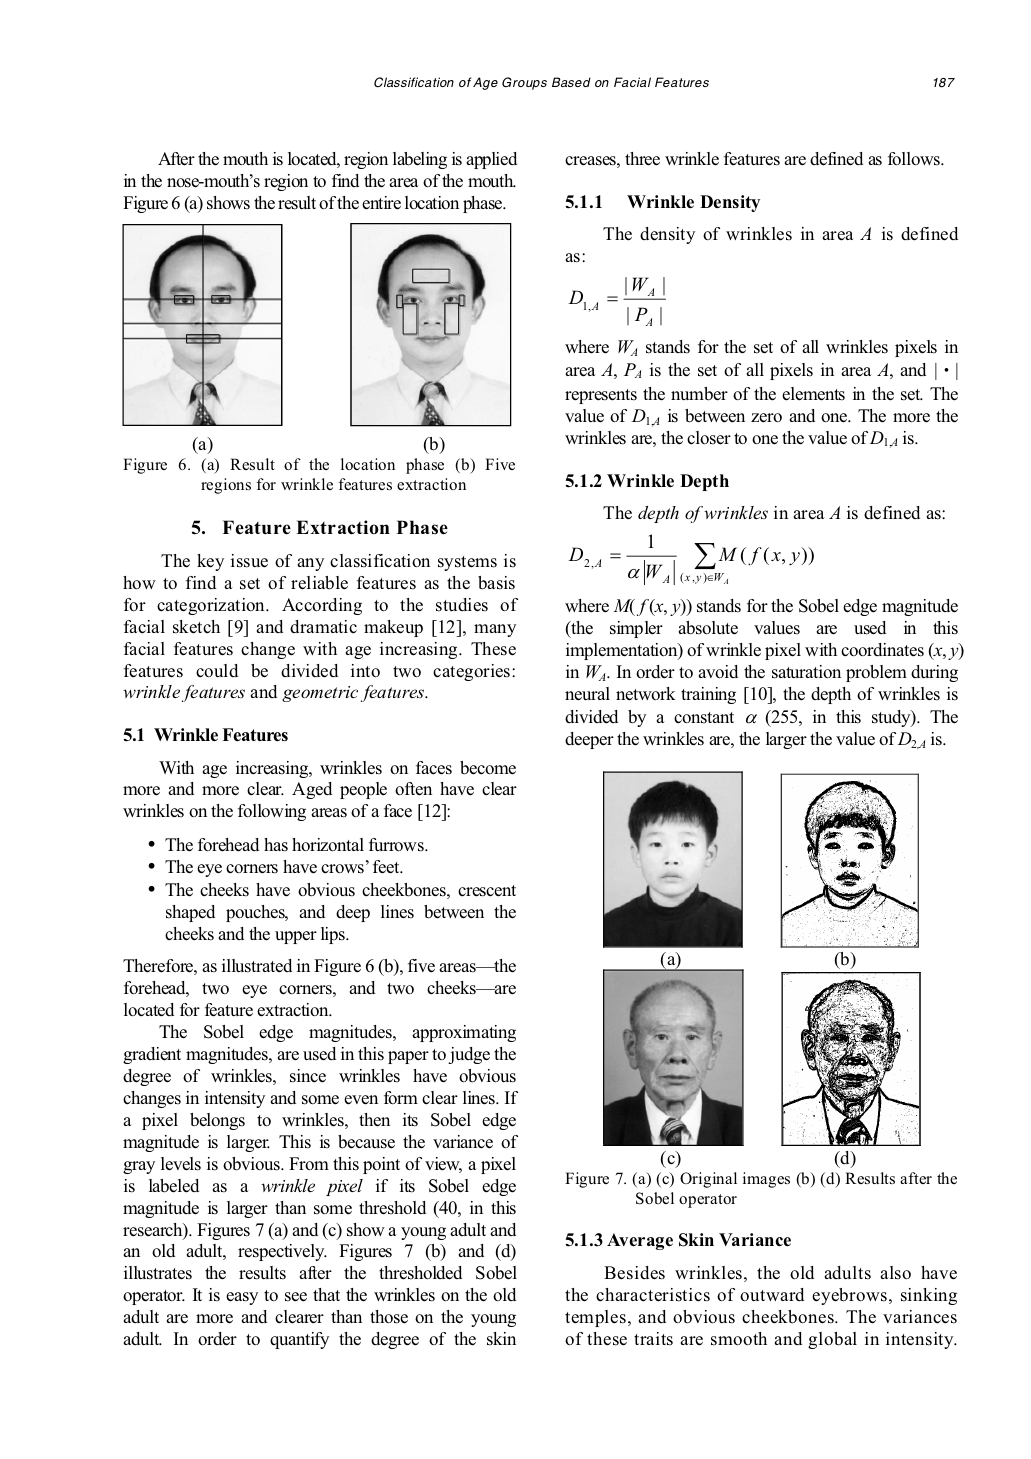 Classification of Age Groups Based on Facial Features 187
After the mouth is located, region labeling is applied
in the nose-mouth’s region to find the area of the mouth.
Figure 6 (a) shows the result of the entire location phase.
(a) (b)
Figure 6. (a) Result of the location phase (b) Five
regions for wrinkle features extraction
5. Feature Extraction Phase
The key issue of any classification systems is
how to find a set of reliable features as the basis
for categorization. According to the studies of
facial sketch [9] and dramatic makeup [12], many
facial features change with age increasing. These
features could be divided into two categories:
wrinkle features and geometric features.
5.1 Wrinkle Features
With age increasing, wrinkles on faces become
more and more clear. Aged people often have clear
wrinkles on the following areas of a face [12]:
• The forehead has horizontal furrows.
• The eye corners have crows’ feet.
• The cheeks have obvious cheekbones, crescent
shaped pouches, and deep lines between the
cheeks and the upper lips.
Therefore, as illustrated in Figure 6 (b), five areas—the
forehead, two eye corners, and two cheeks—are
located for feature extraction.
The Sobel edge magnitudes, approximating
gradient magnitudes, are used in this paper to judge the
degree of wrinkles, since wrinkles have obvious
changes in intensity and some even form clear lines. If
a pixel belongs to wrinkles, then its Sobel edge
magnitude is larger. This is because the variance of
gray levels is obvious. From this point of view, a pixel
is labeled as a wrinkle pixel if its Sobel edge
magnitude is larger than some threshold (40, in this
research). Figures 7 (a) and (c) show a young adult and
an old adult, respectively. Figures 7 (b) and (d)
illustrates the results after the thresholded Sobel
operator. It is easy to see that the wrinkles on the old
adult are more and clearer than those on the young
adult. In order to quantify the degree of the skin
creases, three wrinkle features are defined as follows.
5.1.1 Wrinkle Density
The density of wrinkles in area A is defined
as:
D1,A = | WA | / | PA |
where WA stands for the set of all wrinkles pixels in
area A, PA is the set of all pixels in area A, and | • |
represents the number of the elements in the set. The
value of D1,A is between zero and one. The more the
wrinkles are, the closer to one the value of D1,A is.
5.1.2 Wrinkle Depth
The depth of wrinkles in area A is defined as:
D2,A = 1 / α|WA| ∑(x,y)∈WA M(f(x, y))
where M( f (x, y)) stands for the Sobel edge magnitude
(the simpler absolute values are used in this
implementation) of wrinkle pixel with coordinates (x, y)
in WA. In order to avoid the saturation problem during
neural network training [10], the depth of wrinkles is
divided by a constant α (255, in this study). The
deeper the wrinkles are, the larger the value of D2,A is.
(a) (b)
(c) (d)
Figure 7. (a) (c) Original images (b) (d) Results after the
Sobel operator
5.1.3 Average Skin Variance
Besides wrinkles, the old adults also have
the characteristics of outward eyebrows, sinking
temples, and obvious cheekbones. The variances
of these traits are smooth and global in intensity.